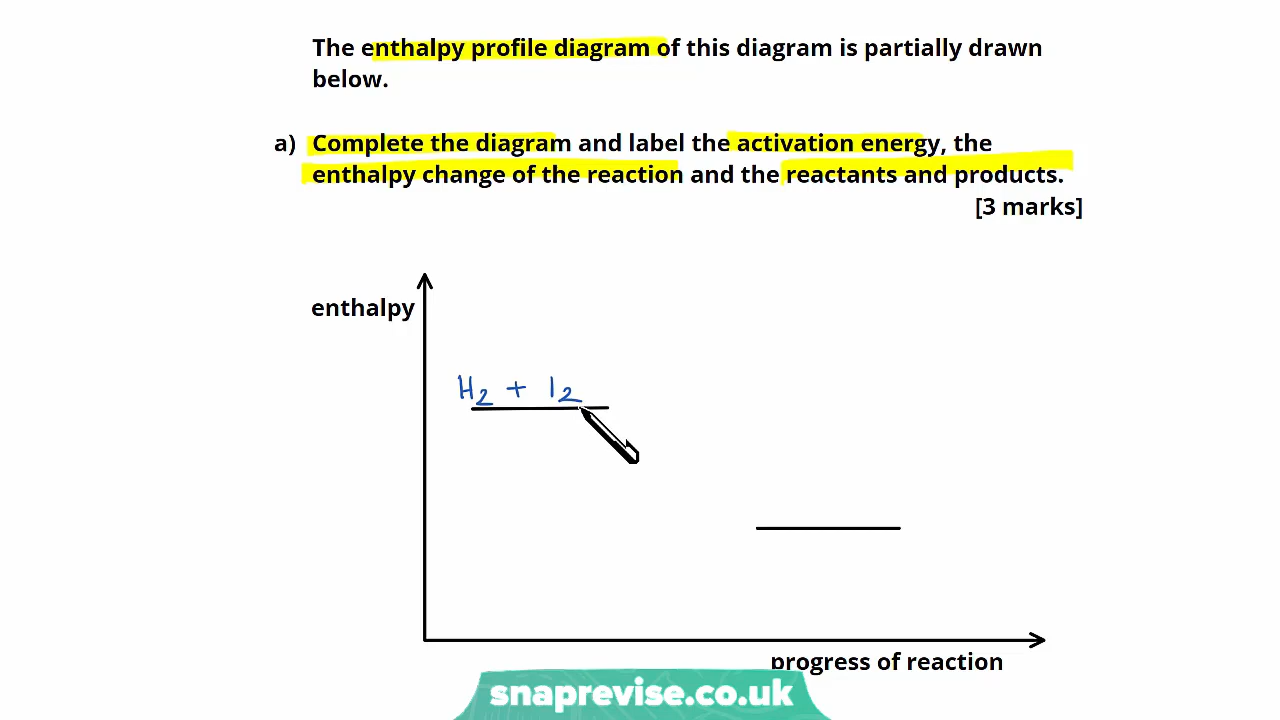 The enthalpy profile diagram of this diagram is partially drawn
below.
a) Complete the diagram and label the activation energy, the
enthalpy change of the reaction and the reactants and products.
[3 marks]
enthalpy
H₂ + I₂
progress of reaction
snaprevise.co.uk